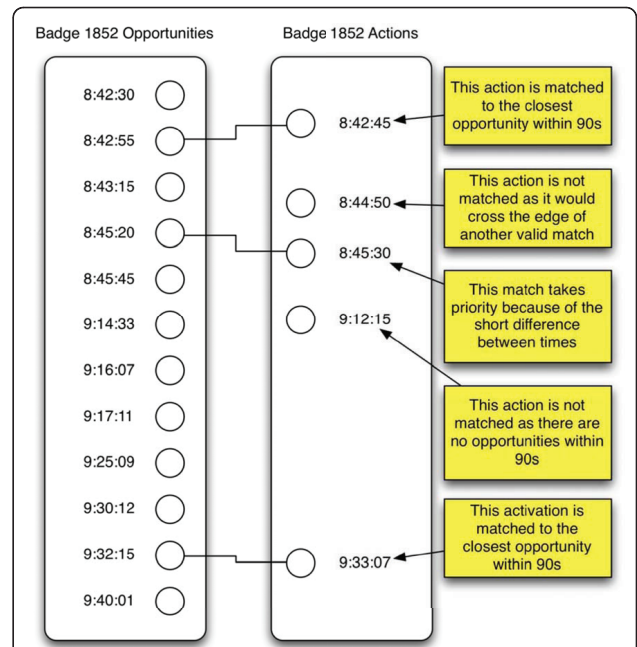 Badge 1852 Opportunities
Badge 1852 Actions
8:42:30
8:42:55
8:43:15
8:45:20
8:45:45
9:14:33
9:16:07
9:17:11
9:25:09
9:30:12
9:32:15
9:40:01
8:42:45
8:44:50
8:45:30
9:12:15
9:33:07
This action is matched
to the closest
opportunity within 90s
This action is not
matched as it would
cross the edge of
another valid match
This match takes
priority because of the
short difference
between times
This action is not
matched as there are
no opportunities within
90s
This activation is
matched to the
closest opportunity
within 90s